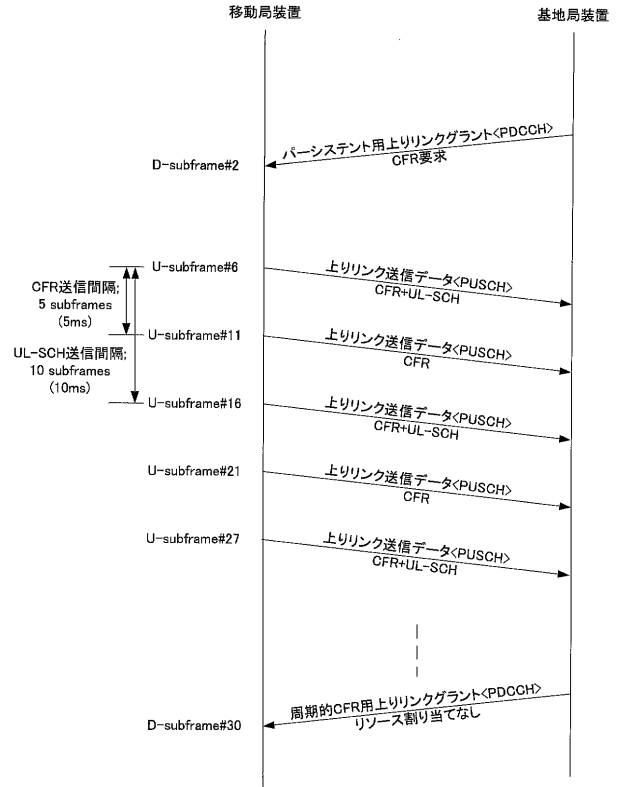 移動局装置
基地局装置
パーシステント用上りリンクグラント<PDCCH>
CFR要求
D-subframe#2
U-subframe#6
上りリンク送信データ<PUSCH>
CFR+UL-SCH
CFR送信間隔;
5 subframes
(5ms)
U-subframe#11
上りリンク送信データ<PUSCH>
CFR
UL-SCH送信間隔;
10 subframes
(10ms)
U-subframe#16
上りリンク送信データ<PUSCH>
CFR+UL-SCH
U-subframe#21
上りリンク送信データ<PUSCH>
CFR
U-subframe#27
上りリンク送信データ<PUSCH>
CFR+UL-SCH
周期的CFR用上りリンクグラント<PDCCH>
リソース割り当てなし
D-subframe#30